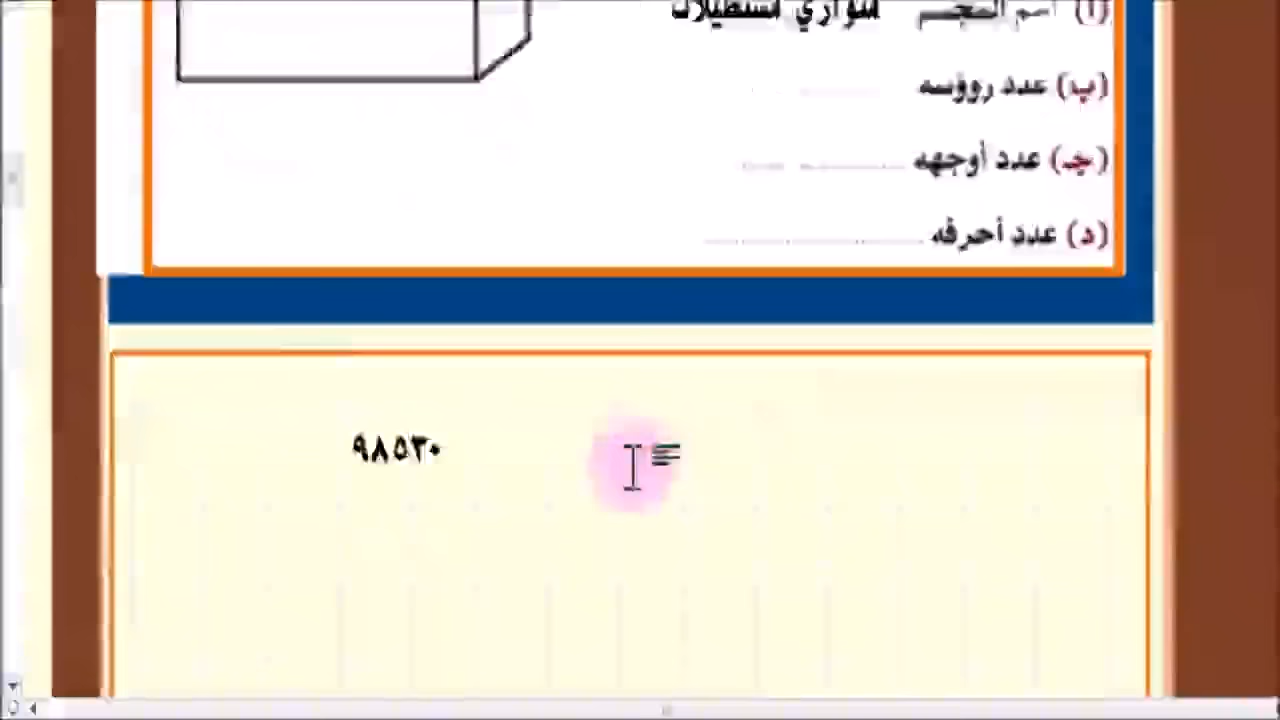 (أ) اسم المجسم متوازي مستطيلات
(ب) عدد رؤوسه
(جـ) عدد أوجهه
(د) عدد أحرفه
٩٨٥٣٠